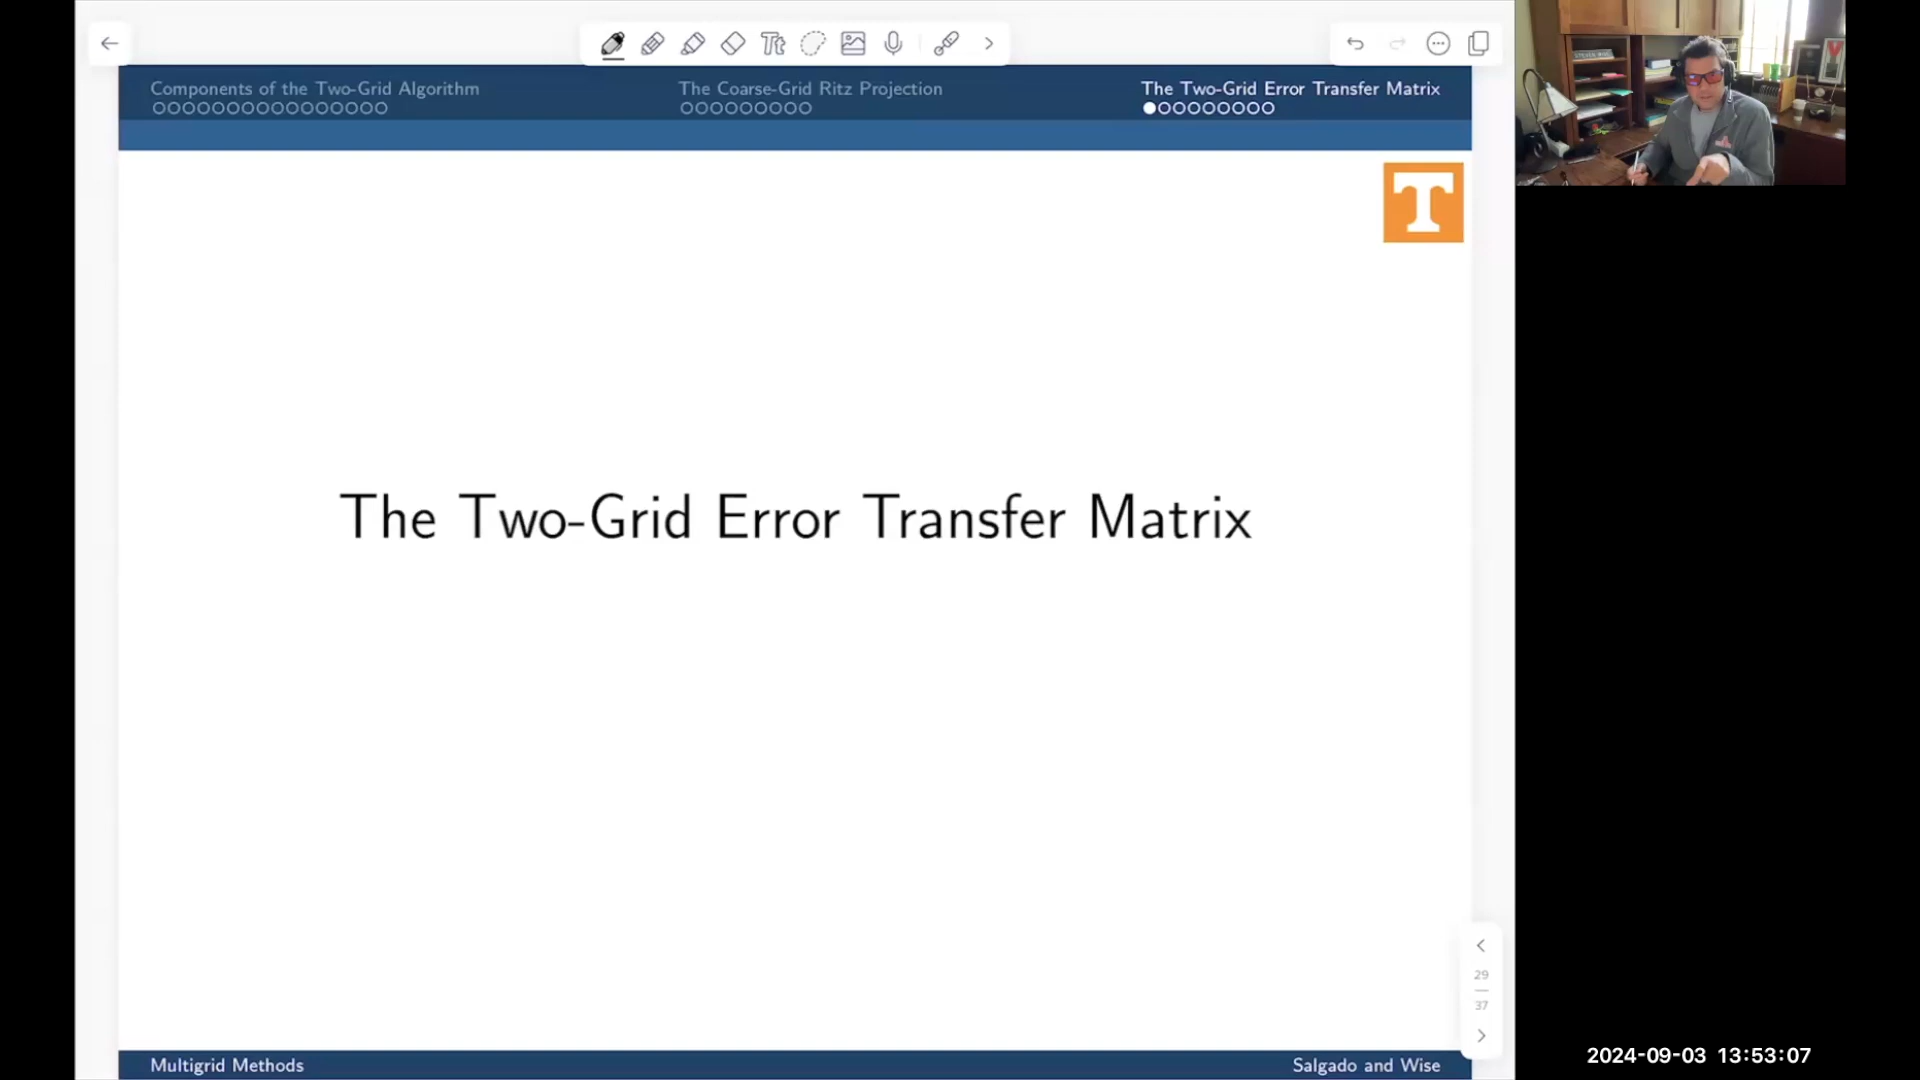 Components of the Two-Grid Algorithm
The Coarse-Grid Ritz Projection
The Two-Grid Error Transfer Matrix
T
Tt
The Two-Grid Error Transfer Matrix
29
37
Multigrid Methods
Salgado and Wise
2024-09-03 13:53:07